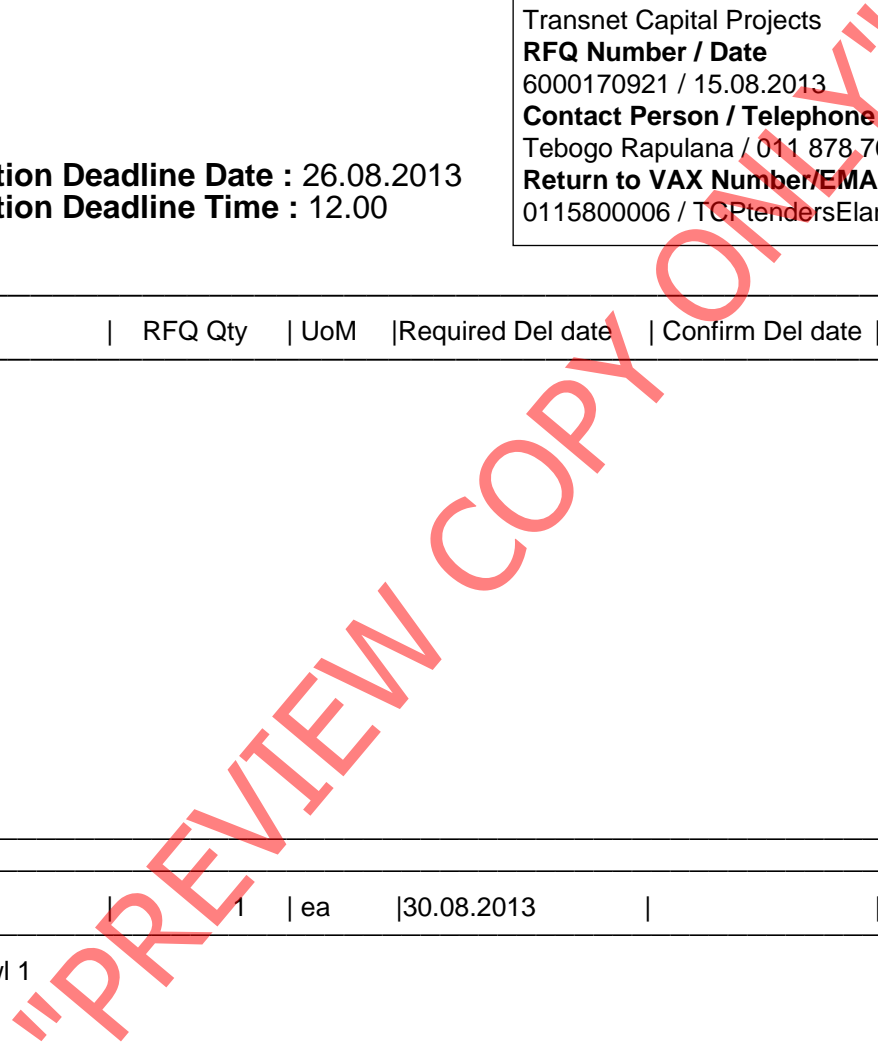 Transnet Capital Projects
RFQ Number / Date
6000170921 / 15.08.2013
Contact Person / Telephone
Tebogo Rapulana / 011 878
tion Deadline Date : 26.08.2013
Return to VAX Number/EMA
tion Deadline Time : 12.00
0115800006 / TCPtendersElan
| RFQ Qty | UoM |Required Del date | Confirm Del date |
| 1 | ea |30.08.2013 | |
1
"PREVIEW COPY ONLY"